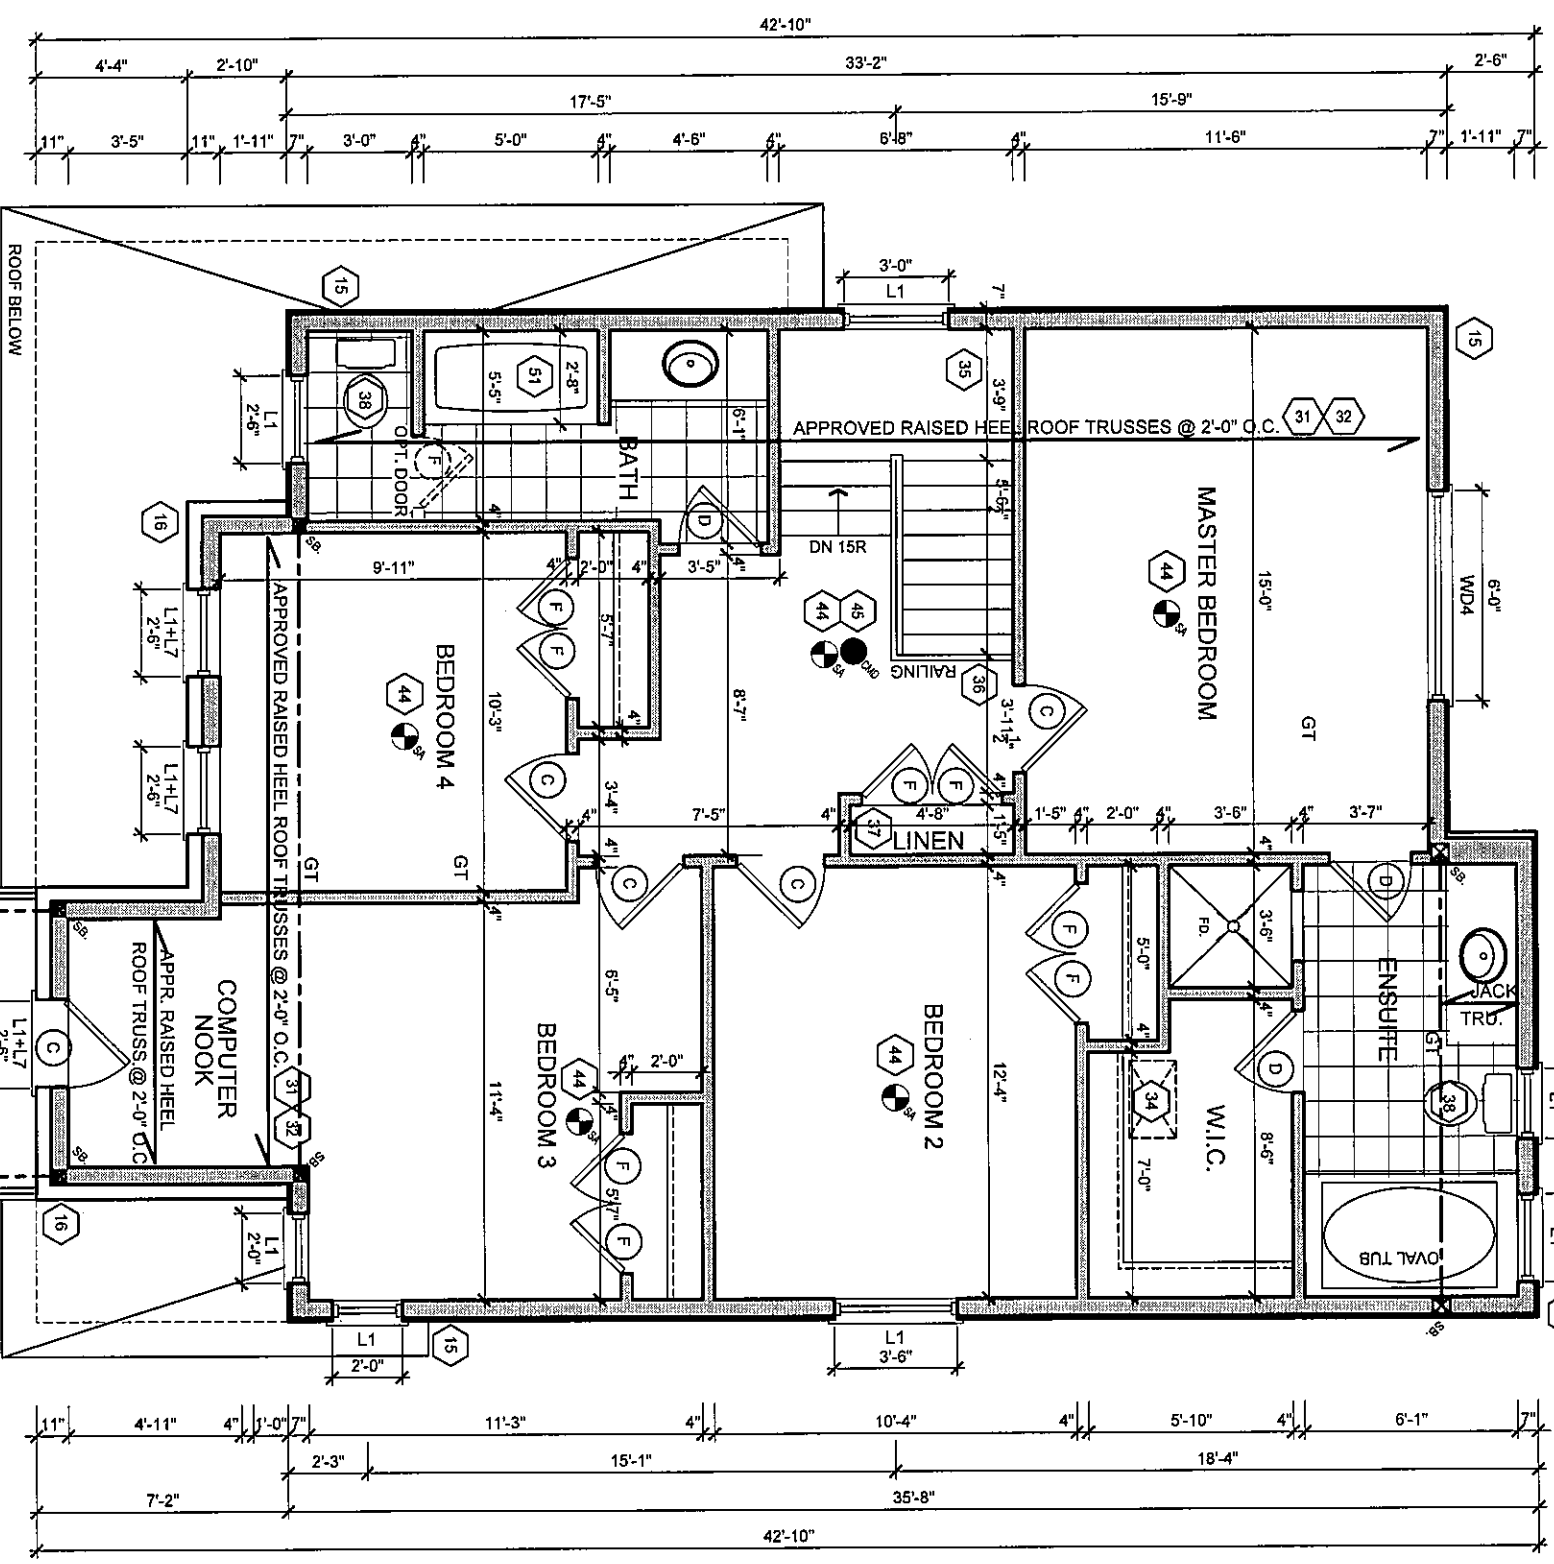 42'-10"
4'-4" 2'-10" 33'-2" 2'-6"
17'-5" 15'-9"
11" 3'-5" 11" 1'-11" 7" 3'-0" 4" 5'-0" 4" 4'-6" 4" 6'-8" 4" 11'-6" 7" 1'-11" 7"
ROOF BELOW
15
3'-0"
L1
7"
15
35
3'-9"
51
2'-8"
5'-5"
38
L1
2'-6"
6'-1"
APPROVED RAISED HEEL ROOF TRUSSES @ 2'-0" O.C.
31 32
OPT. DOOR
F
BATH
4"
5'-6½"
MASTER BEDROOM
WD4
6'-0"
16
SB.
D
DN 15R
9'-11" 4" 2'-0" 4" 3'-5" 4"
44
SA
15'-0"
F
F
5'-7"
44 45
SA CMD
RAILING
36
L1+L7
2'-6"
APPROVED RAISED HEEL ROOF TRUSSES @ 2'-0" O.C.
BEDROOM 4
44
SA
10'-3"
4"
8'-7"
3'-11½"
C
GT
L1+L7
2'-6"
C
3'-4"
F F
4"
4" 7'-5" 4" 4'-8" 1'-5" 4" 2'-0" 4" 3'-6" 4" 3'-7"
37
LINEN
1'-5"
GT
GT
4"
4"
4"
4"
C
C
D
SB.
SB.
COMPUTER
NOOK
APPR. RAISED HEEL
ROOF TRUSS @ 2'-0" O.C
6'-5"
F
F
5'-0"
4"
FD.
3'-6"
4"
ENSUITE
JACK
TRU.
GT
L1+L7
2'-6"
C
BEDROOM 3
44
SA
11'-4"
4" 2'-0"
4"
BEDROOM 2
44
SA
12'-4"
34
W.I.C.
D
38
31
32
SB.
SB.
F
F
5'-7"
7'-0"
8'-6"
OVAL TUB
16
L1
2'-0"
15
L1
2'-0"
L1
3'-6"
SB.
11" 4'-11" 4" 1'-0" 7" 11'-3" 4" 10'-4" 4" 5'-10" 4" 6'-1" 7"
2'-3" 15'-1" 18'-4"
7'-2" 35'-8"
42'-10"